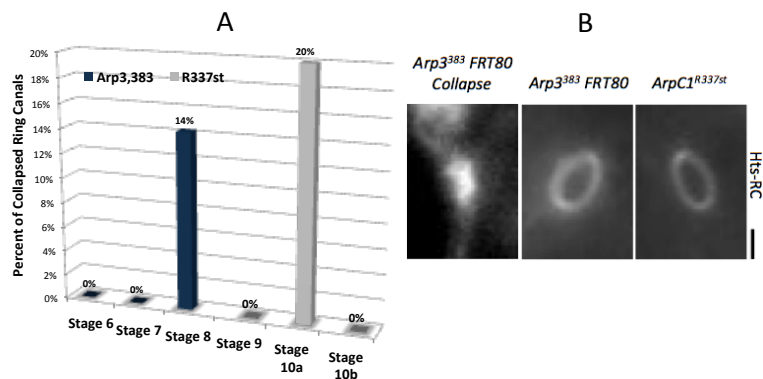 A
B
Percent of Collapsed Ring Canals
20%
18%
16%
14%
12%
10%
8%
6%
4%
2%
0%
Arp3,383 R337st
0%
0%
14%
0%
20%
0%
Stage 6
Stage 7
Stage 8
Stage 9
Stage
10a
Stage
10b
Arp3³⁸³ FRT80
Collapse
Arp3³⁸³ FRT80
ArpC1ᴿ³³⁷ˢᵗ
Hts-RC